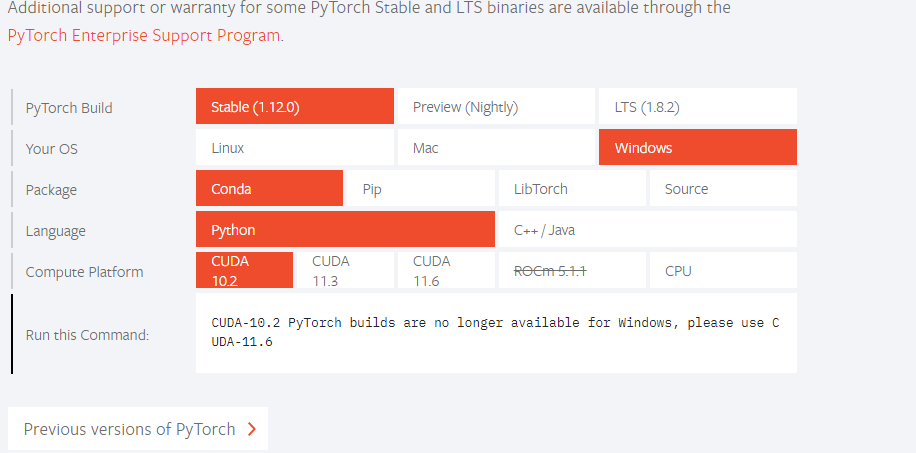 Additional support or warranty for some PyTorch Stable and LTS binaries are available through the
PyTorch Enterprise Support Program.
PyTorch Build
Stable (1.12.0)
Preview (Nightly)
LTS (1.8.2)
Your OS
Linux
Mac
Windows
Package
Conda
Pip
LibTorch
Source
Language
Python
C++ / Java
Compute Platform
CUDA
10.2
CUDA
11.3
CUDA
11.6
ROCm 5.1.1
CPU
Run this Command:
CUDA-10.2 PyTorch builds are no longer available for Windows, please use C
UDA-11.6
Previous versions of PyTorch